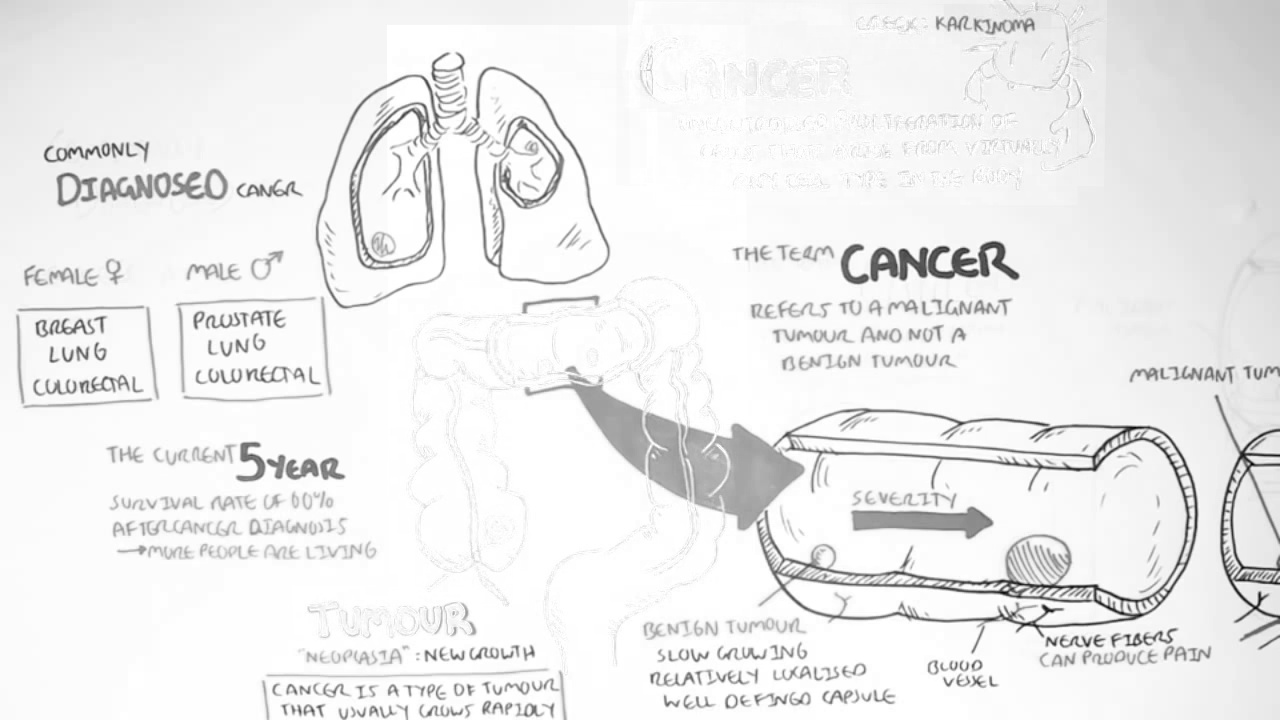 GREEK: KARKINOMA
CANCER
UNCONTROLLED PROLIFERATION OF
CELLS THAT ARISE FROM VIRTUALLY
ANY CELL TYPE IN THE BODY
COMMONLY
DIAGNOSED CANER
FEMALE ♀
MALE ♂
BREAST
LUNG
COLORECTAL
PROSTATE
LUNG
COLORECTAL
THE TERM CANCER
REFERS TO A MALIGNANT
TUMOUR AND NOT A
BENIGN TUMOUR
MALIGNANT TUM
THE CURRENT 5 YEAR
SURVIVAL RATE OF 60%
AFTER CANCER DIAGNOSIS
→ MORE PEOPLE ARE LIVING
SEVERITY
TUMOUR
"NEOPLASIA": NEW GROWTH
CANCER IS A TYPE OF TUMOUR
THAT USUALLY GROWS RAPIDLY
BENIGN TUMOUR
SLOW GROWING
RELATIVELY LOCALISED
WELL DEFINED CAPSULE
BLOOD
VESSEL
NERVE FIBERS
CAN PRODUCE PAIN